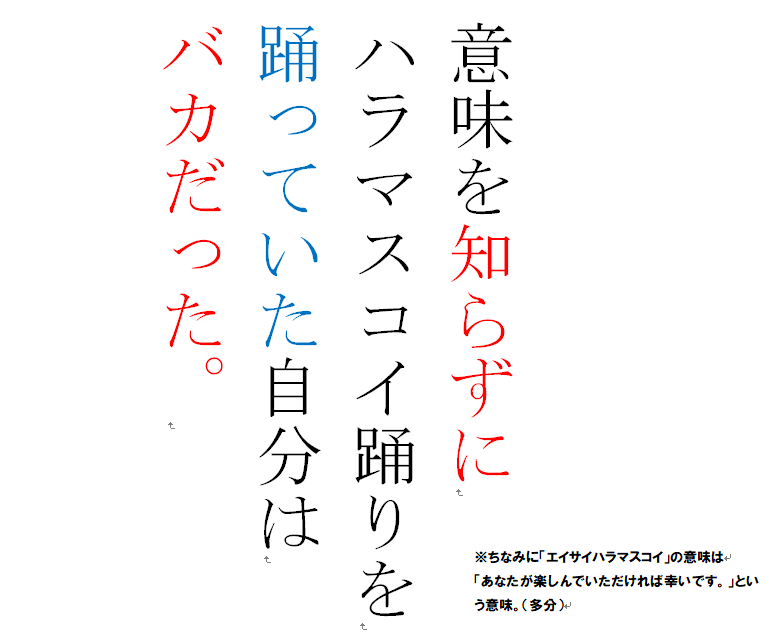 意味を知らずに
ハラマスコイ踊りを
踊っていた自分は
バカだった。
※ちなみに「エイサイハラマスコイ」の意味は
「あなたが楽しんでいただければ幸いです。」とい
う意味。（多分）